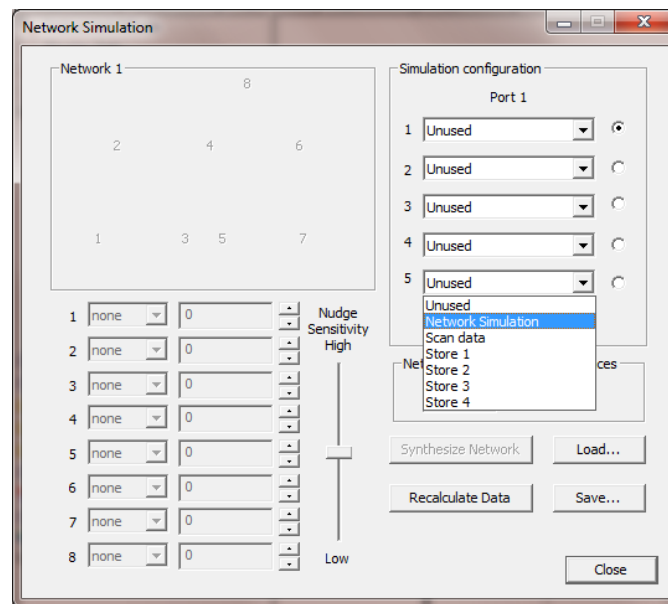 Network Simulation
Network 1
8
2 4 6
1 3 5 7
1 none 0
2 none 0
3 none 0
4 none 0
5 none 0
6 none 0
7 none 0
8 none 0
Nudge
Sensitivity
High
Low
Simulation configuration
Port 1
1 Unused
2 Unused
3 Unused
4 Unused
5 Unused
Unused
Network Simulation
Scan data
Store 1
Store 2
Store 3
Store 4
Synthesize Network
Load...
Recalculate Data
Save...
Close